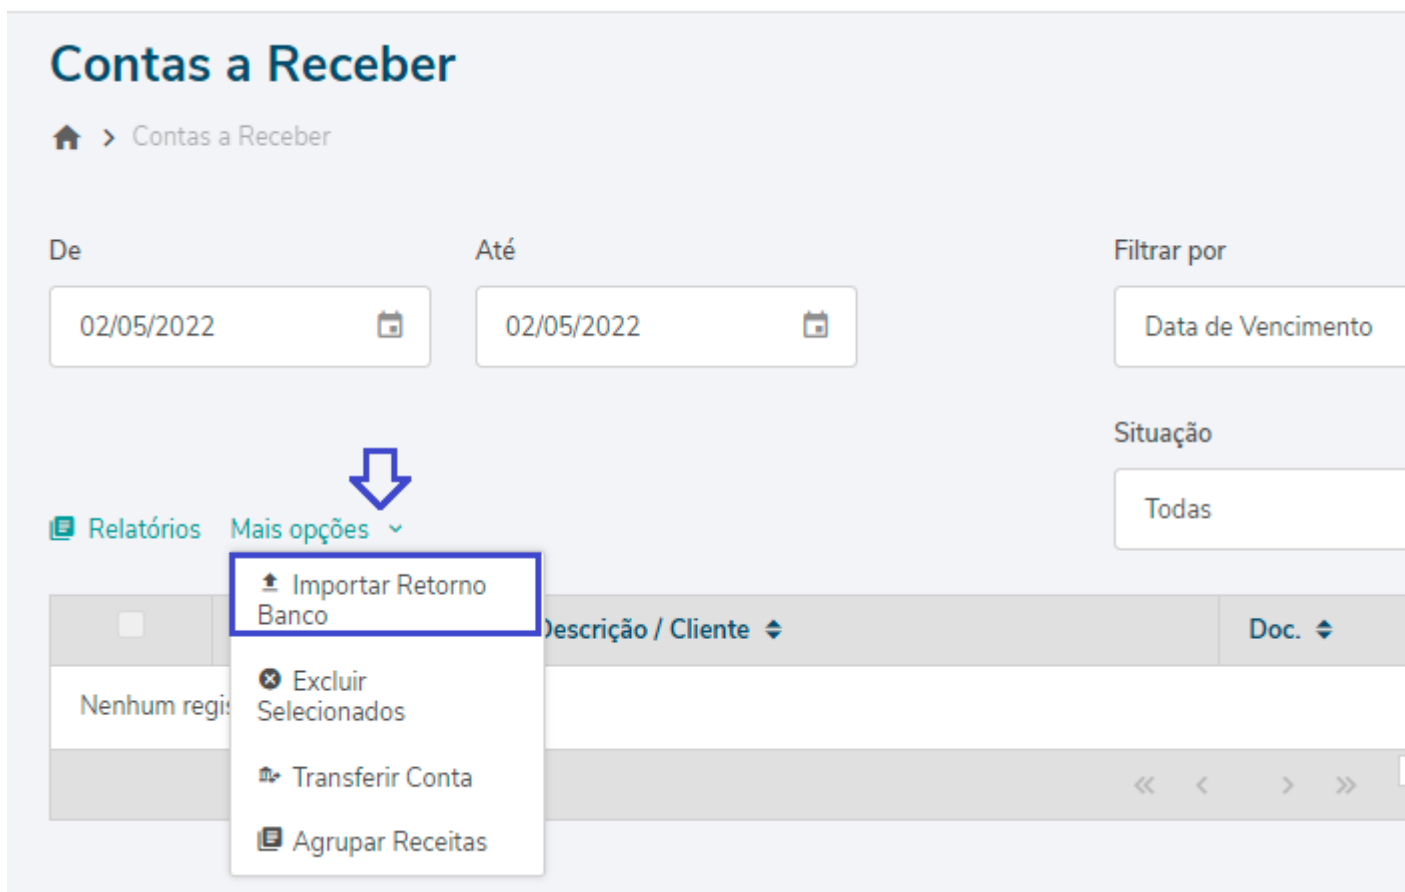 Contas a Receber
Contas a Receber
De
Até
Filtrar por
02/05/2022
02/05/2022
Data de Vencimento
Situação
Todas
Relatórios
Mais opções
Importar Retorno
Banco
Descrição / Cliente
Doc.
Excluir
Selecionados
Nenhum regis
Transferir Conta
Agrupar Receitas